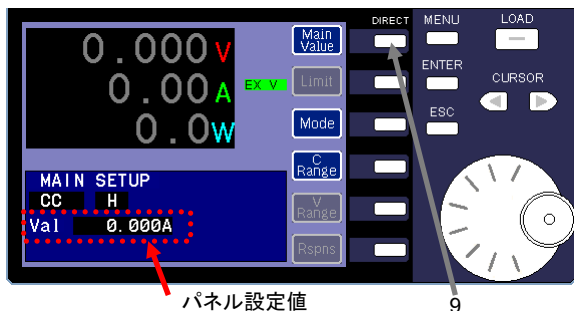 DIRECT MENU LOAD
0.000V
Main
Value
0.00A
EX V
Limit
ENTER
CURSOR
0.0W
Mode
ESC
C
Range
MAIN SETUP
CC H
Val 0.000A
V
Range
Rspns
パネル設定値
9